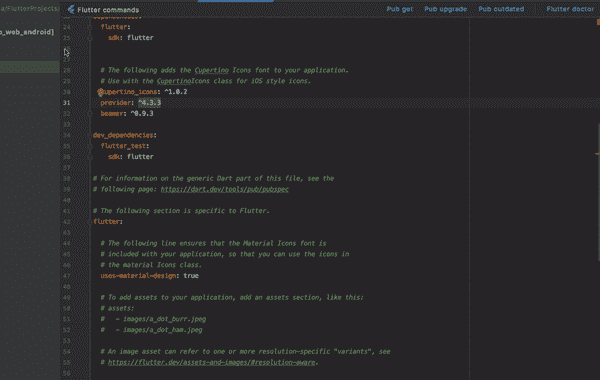 a/FlutterProjects/
Flutter commands
Pub get
Pub upgrade
Pub outdated
Flutter doctor
o_web_android]
24 flutter:
25 sdk: flutter
28 # The following adds the Cupertino Icons font to your application.
29 # Use with the CupertinoIcons class for iOS style icons.
30 cupertino_icons: ^1.0.2
31 provider: ^4.3.3
32 beamer: ^0.9.3
33
34 dev_dependencies:
35 flutter_test:
36 sdk: flutter
37
38 # For information on the generic Dart part of this file, see the
39 # following page: https://dart.dev/tools/pub/pubspec
40
41 # The following section is specific to Flutter.
42 flutter:
43
44 # The following line ensures that the Material Icons font is
45 # included with your application, so that you can use the icons in
46 # the material Icons class.
47 uses-material-design: true
48
49 # To add assets to your application, add an assets section, like this:
50 # assets:
51 #   - images/a_dot_burr.jpeg
52 #   - images/a_dot_ham.jpeg
53
54 # An image asset can refer to one or more resolution-specific "variants", see
55 # https://flutter.dev/assets-and-images/#resolution-aware.
56